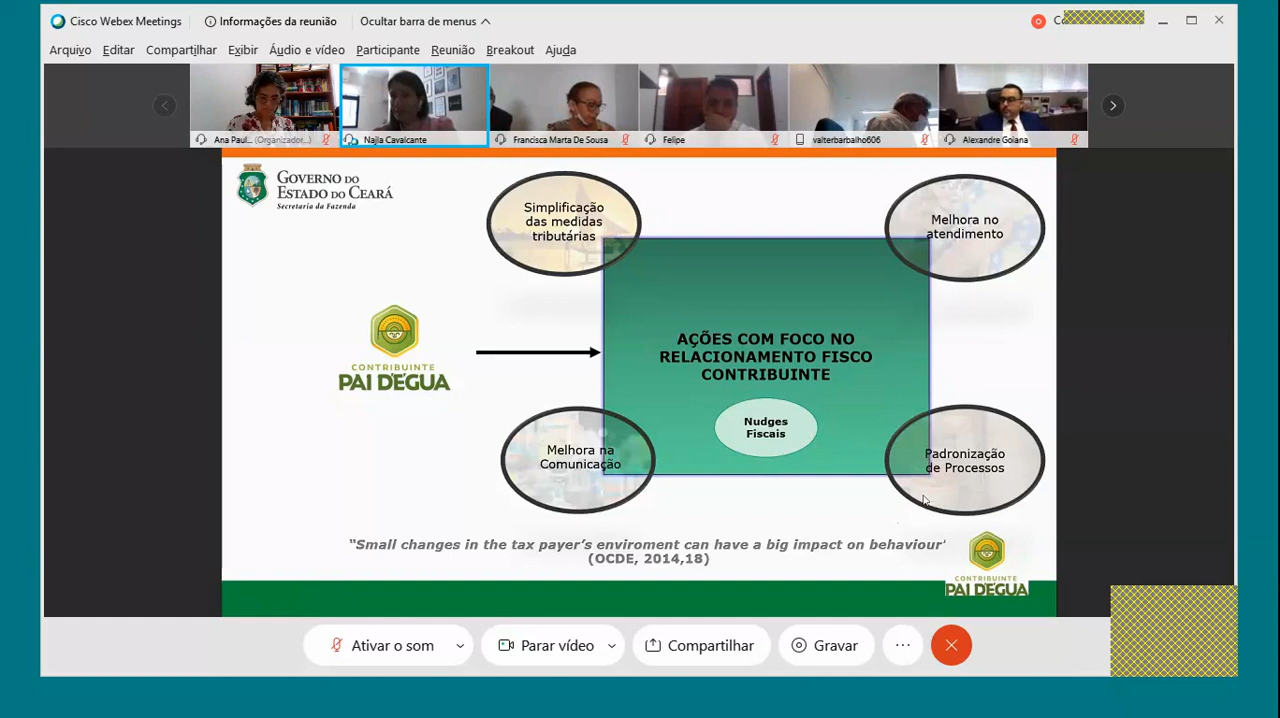 Cisco Webex Meetings
Informações da reunião
Ocultar barra de menus
Arquivo Editar Compartilhar Exibir Áudio e vídeo Participante Reunião Breakout Ajuda
Ana Paul... (Organizador...)
Najla Cavalcante
Francisca Marta De Sousa
Felipe
valterbarbalho606
Alexandre Goiana
GOVERNO DO
ESTADO DO CEARÁ
Secretaria da Fazenda
Simplificação
das medidas
tributárias
Melhora no
atendimento
CONTRIBUINTE
PAI D'ÉGUA
AÇÕES COM FOCO NO
RELACIONAMENTO FISCO
CONTRIBUINTE
Nudges
Fiscais
Melhora na
Comunicação
Padronização
de Processos
"Small changes in the tax payer's enviroment can have a big impact on behaviour"
(OCDE, 2014,18)
CONTRIBUINTE
PAI D'ÉGUA
Ativar o som
Parar vídeo
Compartilhar
Gravar